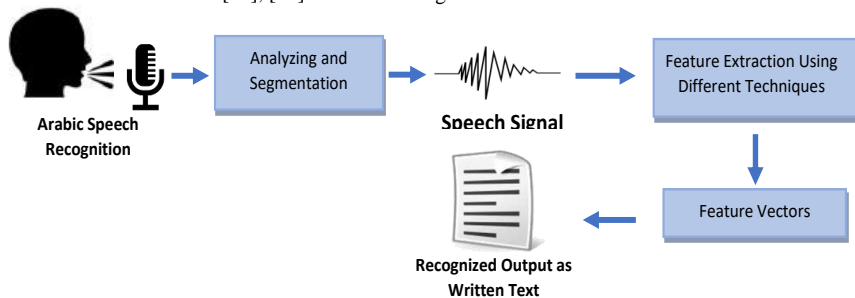 Analyzing and
Segmentation
Feature Extraction Using
Different Techniques
Arabic Speech
Recognition
Speech Signal
Feature Vectors
Recognized Output as
Written Text